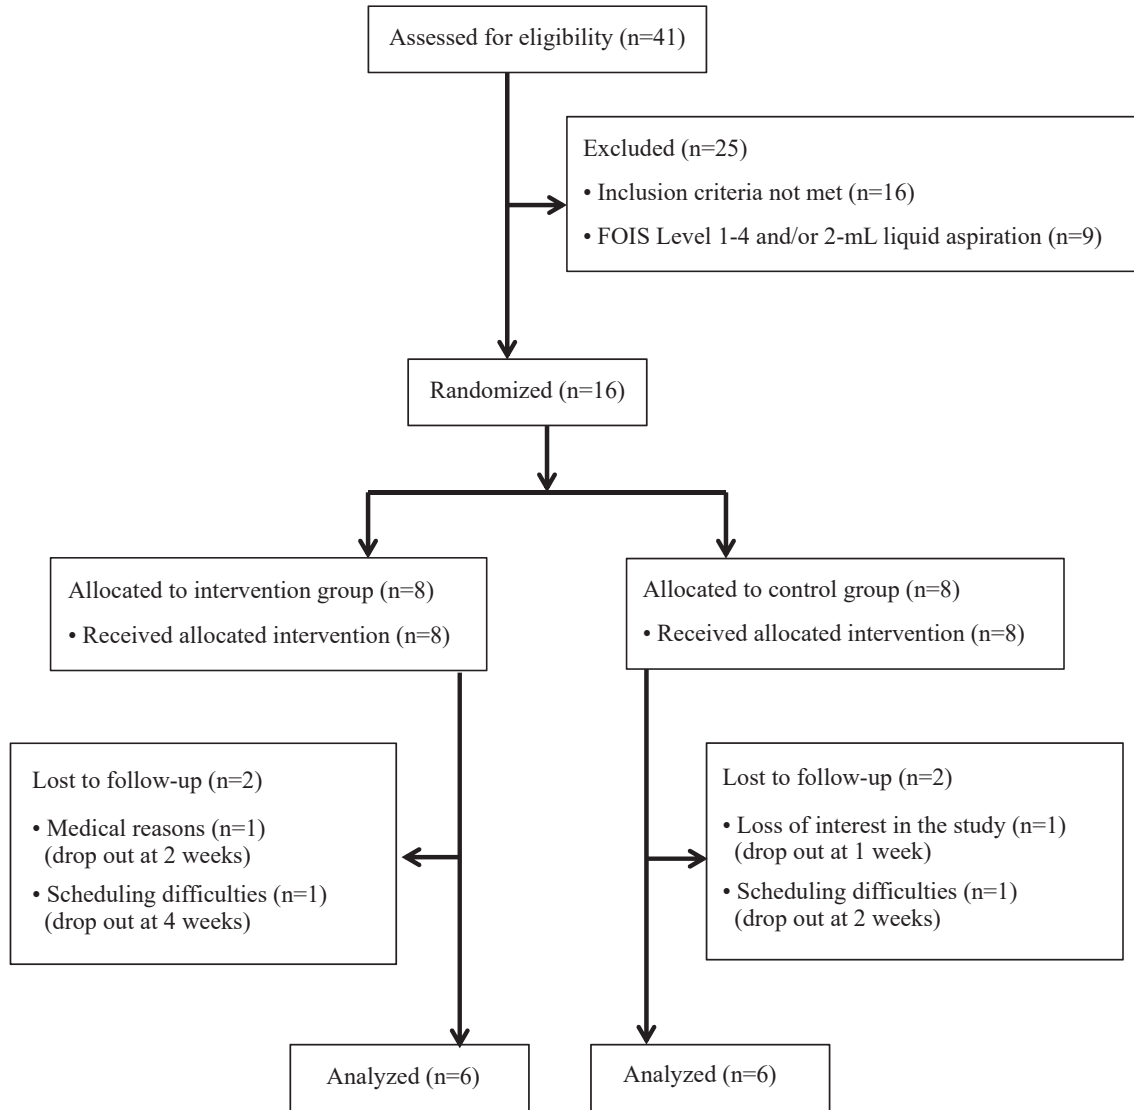 Assessed for eligibility (n=41)
Excluded (n=25)
• Inclusion criteria not met (n=16)
• FOIS Level 1-4 and/or 2-mL liquid aspiration (n=9)
Randomized (n=16)
Allocated to intervention group (n=8)
• Received allocated intervention (n=8)
Allocated to control group (n=8)
• Received allocated intervention (n=8)
Lost to follow-up (n=2)
• Medical reasons (n=1)
(drop out at 2 weeks)
• Scheduling difficulties (n=1)
(drop out at 4 weeks)
Lost to follow-up (n=2)
• Loss of interest in the study (n=1)
(drop out at 1 week)
• Scheduling difficulties (n=1)
(drop out at 2 weeks)
Analyzed (n=6)
Analyzed (n=6)